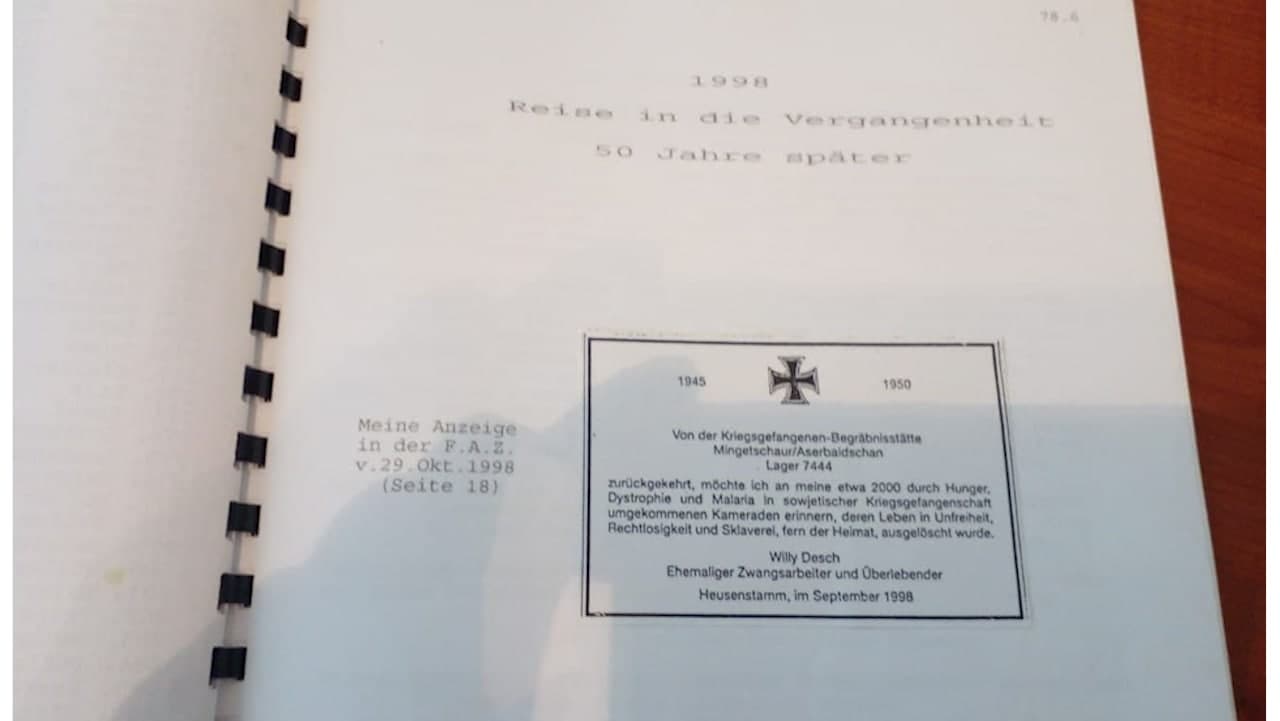 78.6
1998
Reise in die Vergangenheit
50 Jahre später
Meine Anzeige
in der F.A.Z.
v.29.Okt.1998
(Seite 18)
1945 1950
Von der Kriegsgefangenen-Begräbnisstätte
Mingetschaur/Aserbaidschan
Lager 7444
zurückgekehrt, möchte ich an meine etwa 2000 durch Hunger,
Dystrophie und Malaria in sowjetischer Kriegsgefangenschaft
umgekommenen Kameraden erinnern, deren Leben in Unfreiheit,
Rechtlosigkeit und Sklaverei, fern der Heimat, ausgelöscht wurde.
Willy Desch
Ehemaliger Zwangsarbeiter und Überlebender
Heusenstamm, im September 1998